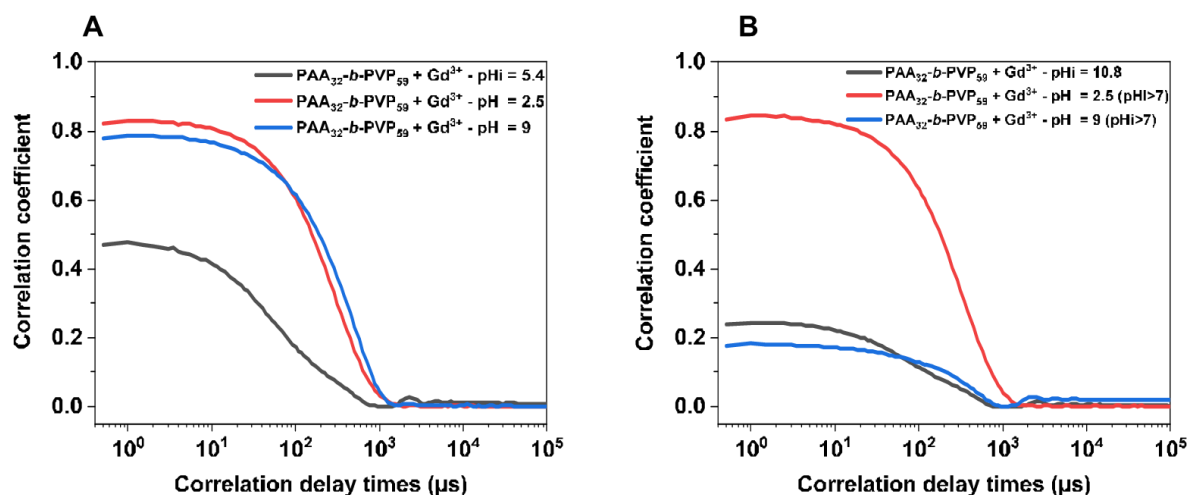 A
1.0
0.8
0.6
0.4
0.2
0.0
Correlation coefficient
PAA32-b-PVP59 + Gd3+ - pHi = 5.4
PAA32-b-PVP59 + Gd3+ - pH = 2.5
PAA32-b-PVP59 + Gd3+ - pH = 9
10^0
10^1
10^2
10^3
10^4
10^5
Correlation delay times (µs)
B
1.0
0.8
0.6
0.4
0.2
0.0
Correlation coefficient
PAA32-b-PVP59 + Gd3+ - pHi = 10.8
PAA32-b-PVP59 + Gd3+ - pH = 2.5 (pHi>7)
PAA32-b-PVP59 + Gd3+ - pH = 9 (pHi>7)
10^0
10^1
10^2
10^3
10^4
10^5
Correlation delay times (µs)